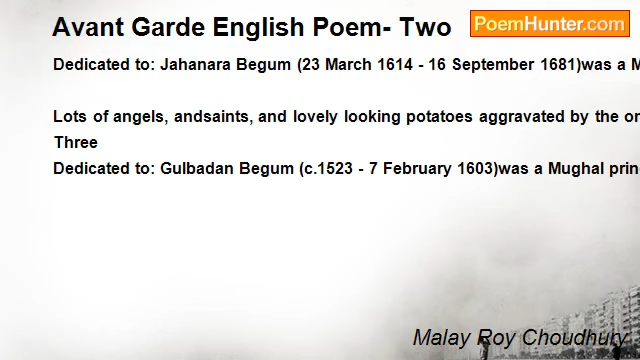 Avant Garde English Poem- Two
PoemHunter.com
Dedicated to: Jahanara Begum (23 March 1614 - 16 September 1681)was a M
Lots of angels, andsaints, and lovely looking potatoes aggravated by the
Three
Dedicated to: Gulbadan Begum (c.1523 - 7 February 1603)was a Mughal
Malay Roy Choudhury